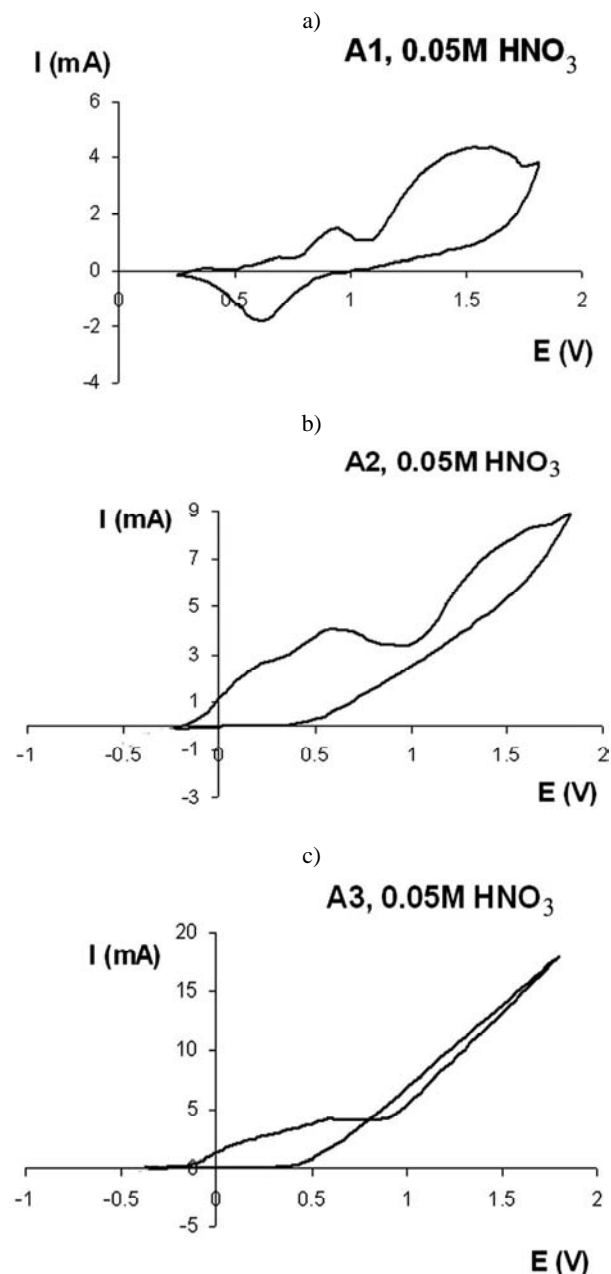 a)
A1, 0.05M HNO₃
I (mA)
6
4
2
0
0 0.5 1 1.5 2
-2
-4
E (V)
b)
A2, 0.05M HNO₃
I (mA)
9
7
5
3
1
-1 -0.5 0 0.5 1 1.5 2
-1
-3
E (V)
c)
A3, 0.05M HNO₃
I (mA)
20
15
10
5
0
-1 -0.5 0 0.5 1 1.5 2
-5
E (V)